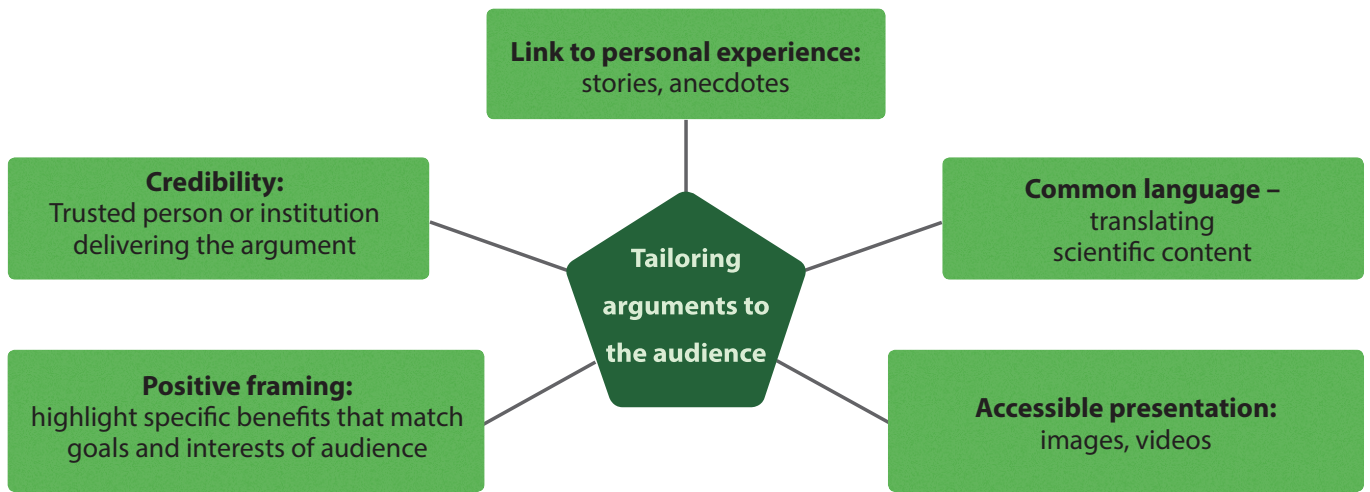 Link to personal experience:
stories, anecdotes
Credibility:
Trusted person or institution
delivering the argument
Common language –
translating
scientific content
Tailoring
arguments to
the audience
Positive framing:
highlight specific benefits that match
goals and interests of audience
Accessible presentation:
images, videos